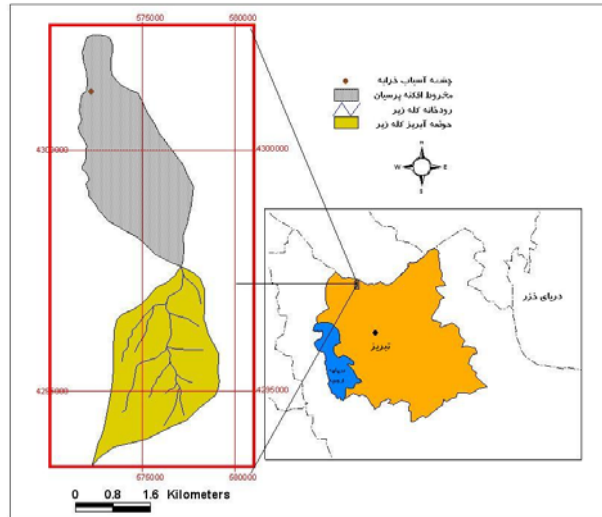 575000 580000
چشمه آسیاب خرابه
مخروط افکنه پرسیان
رودخانه کله زیر
حوضه آبریز کله زیر
4300000 4300000
N
W E
S
دریای خزر
تبریز
4295000 4295000
575000 580000
0 0.8 1.6 Kilometers